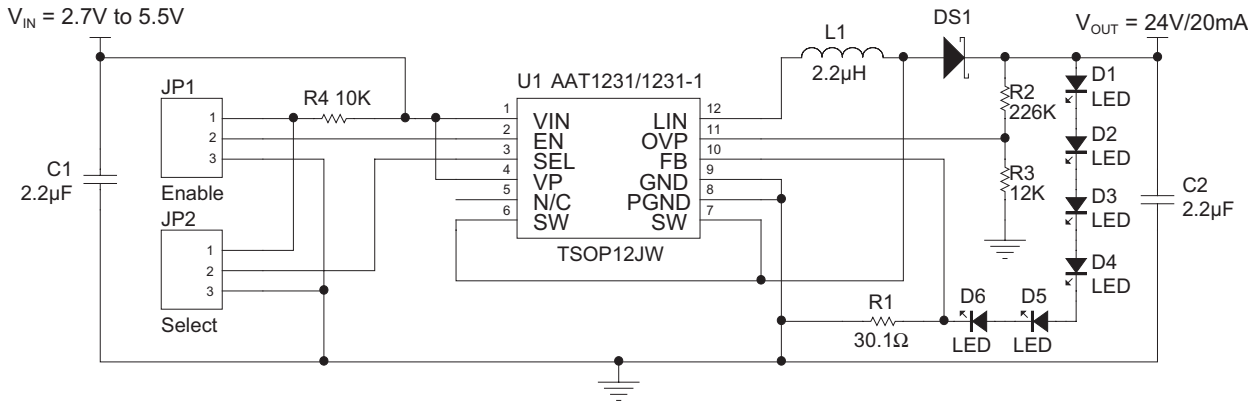 V_IN = 2.7V to 5.5V
DS1
V_OUT = 24V/20mA
L1
2.2µH
U1 AAT1231/1231-1
JP1
R4 10K
1
2
3
Enable
C1
2.2µF
JP2
1
2
3
Select
1 VIN
2 EN
3 SEL
4 VP
5 N/C
6 SW
LIN 12
OVP 11
FB 10
GND 9
PGND 8
SW 7
TSOP12JW
R2
226K
R3
12K
D1
LED
D2
LED
D3
LED
D4
LED
C2
2.2µF
R1
30.1Ω
D6
LED
D5
LED